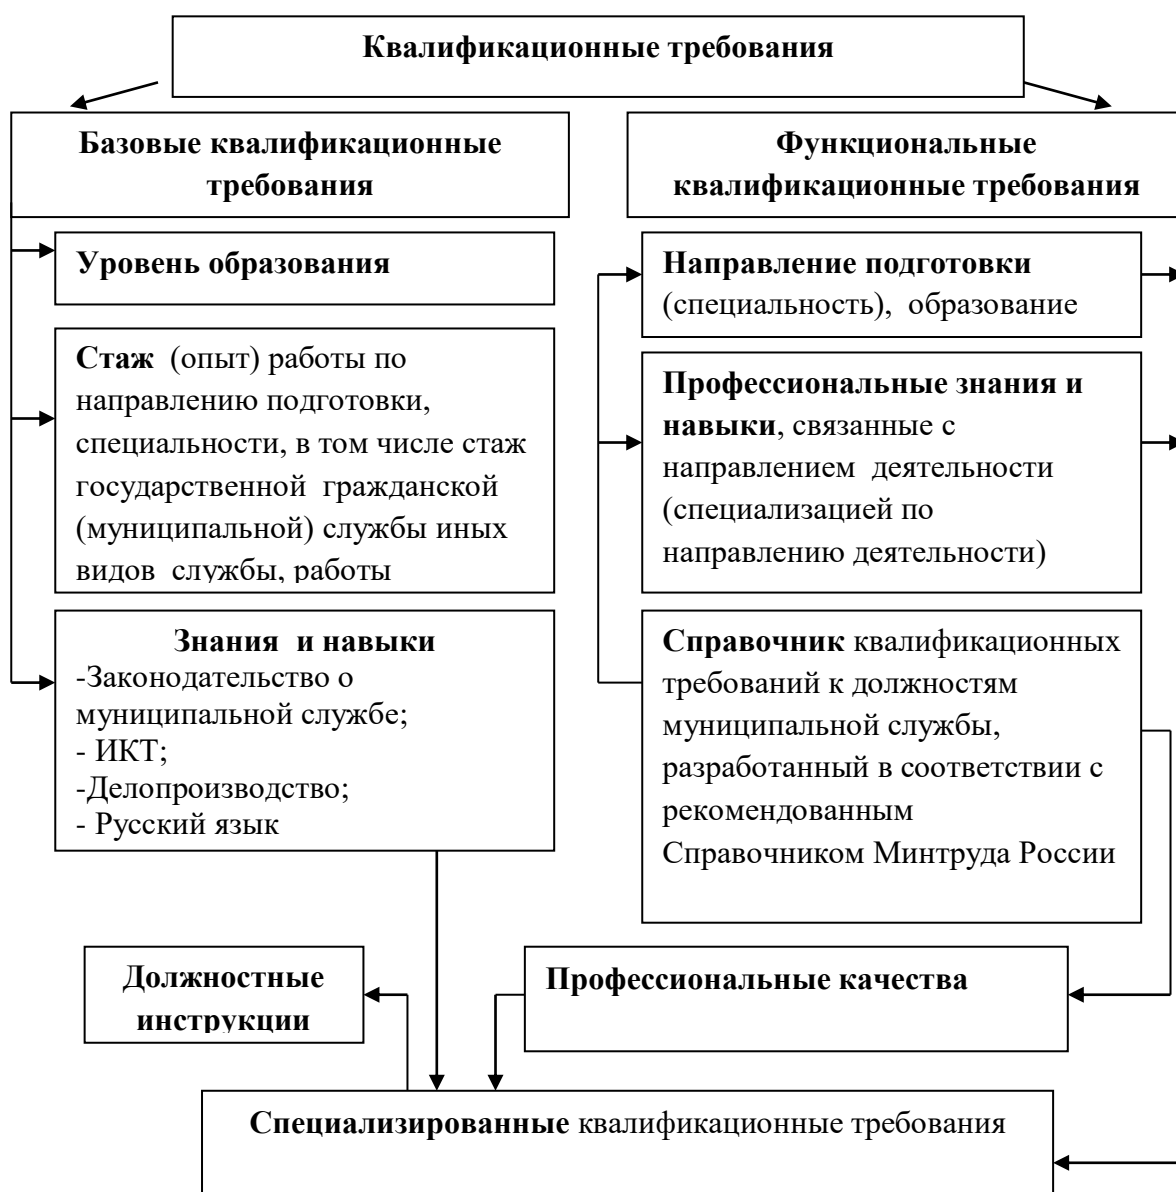 Квалификационные требования
Базовые квалификационные
требования
Уровень образования
Стаж (опыт) работы по
направлению подготовки,
специальности, в том числе стаж
государственной гражданской
(муниципальной) службы иных
видов службы, работы
Знания и навыки
-Законодательство о
муниципальной службе;
- ИКТ;
-Делопроизводство;
- Русский язык
Функциональные
квалификационные требования
Направление подготовки
(специальность), образование
Профессиональные знания и
навыки, связанные с
направлением деятельности
(специализацией по
направлению деятельности)
Справочник квалификационных
требований к должностям
муниципальной службы,
разработанный в соответствии с
рекомендованным
Справочником Минтруда России
Должностные
инструкции
Профессиональные качества
Специализированные квалификационные требования